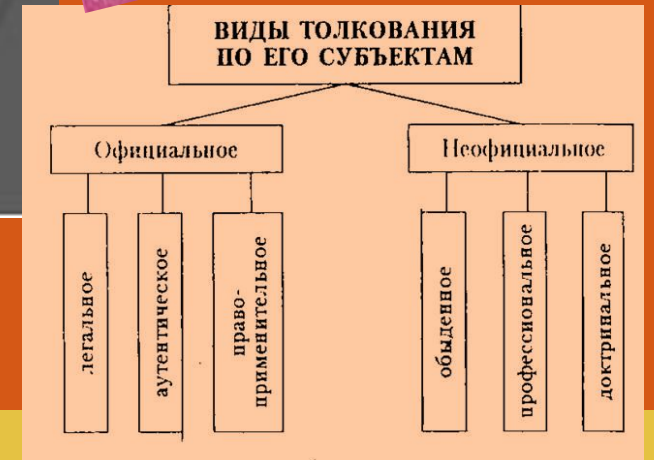 ВИДЫ ТОЛКОВАНИЯ
ПО ЕГО СУБЪЕКТАМ
Официальное
Неофициальное
легальное
аутентическое
право-
применительное
обыденное
профессиональное
доктринальное